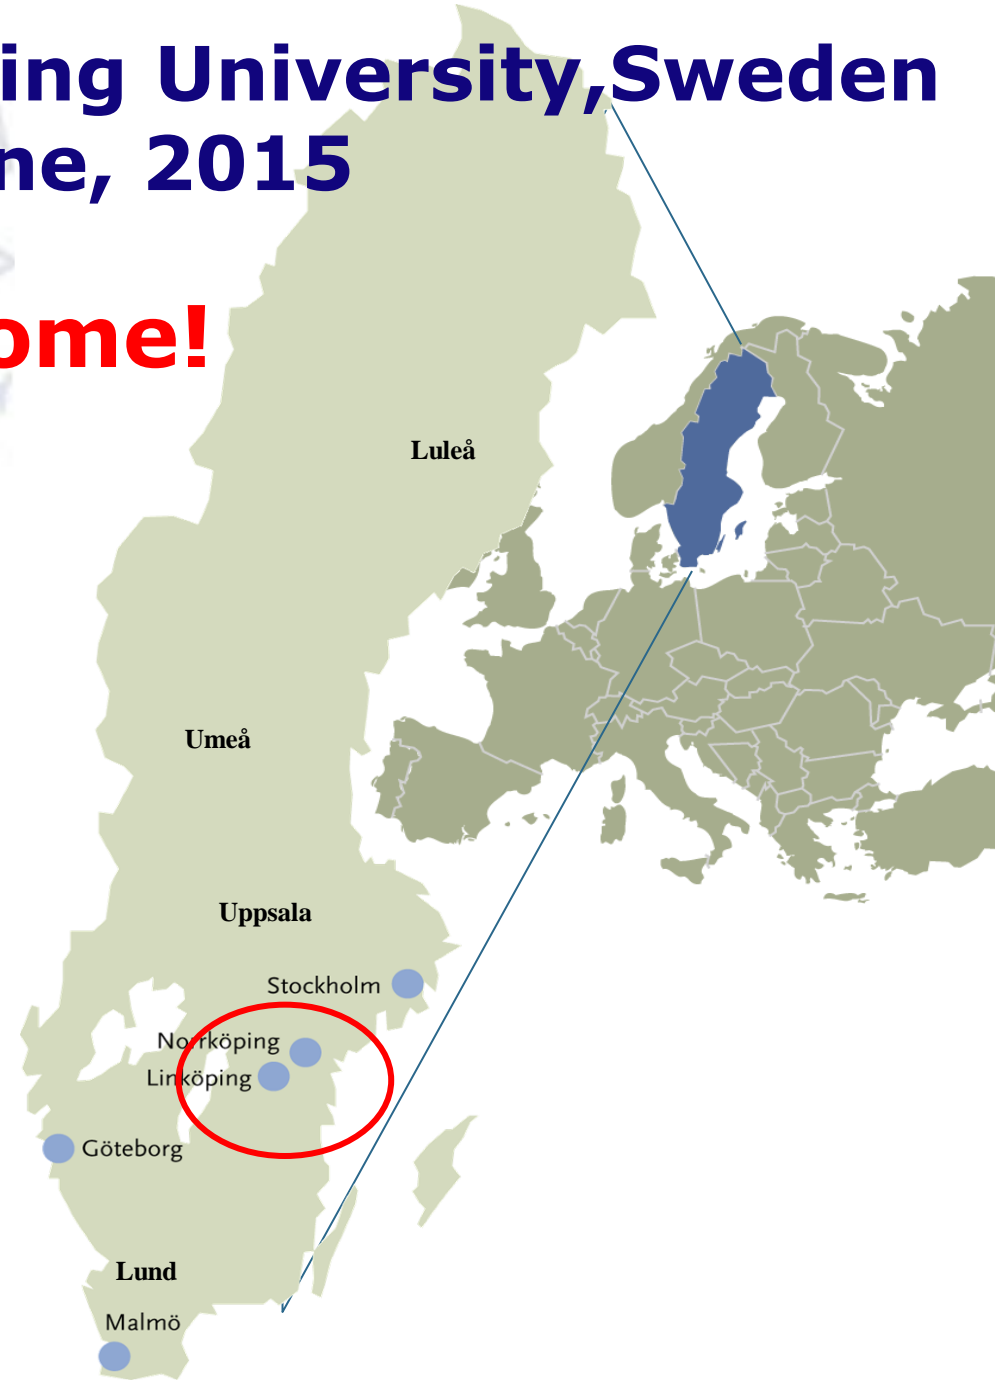 ing University,Sweden
ne, 2015
ome!
Luleå
Umeå
Uppsala
Stockholm
Norrköping
Linköping
Göteborg
Lund
Malmö